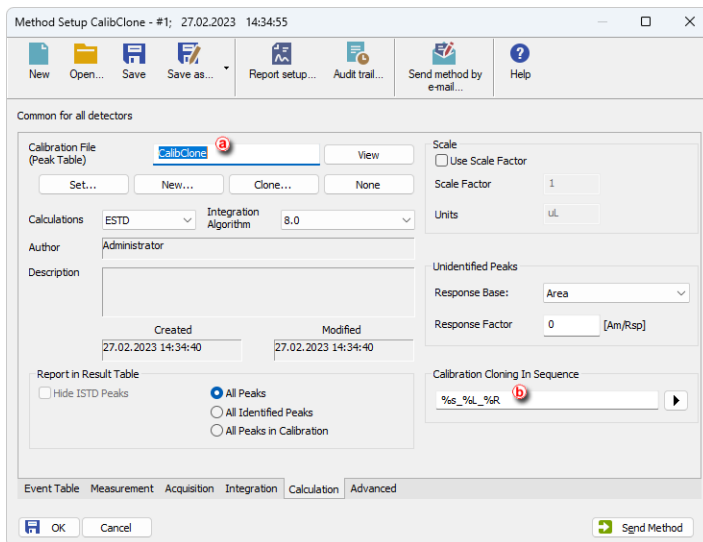 Method Setup CalibClone - #1; 27.02.2023 14:34:55
New Open... Save Save as... Report setup... Audit trail... Send method by e-mail... Help
Common for all detectors
Calibration File
(Peak Table)
CalibClone
a
View
Set... New... Clone... None
Calculations ESTD Integration Algorithm 8.0
Author Administrator
Description
Created Modified
27.02.2023 14:34:40 27.02.2023 14:34:40
Report in Result Table
Hide ISTD Peaks All Peaks
All Identified Peaks
All Peaks in Calibration
Scale
Use Scale Factor
Scale Factor 1
Units uL
Unidentified Peaks
Response Base: Area
Response Factor 0 [Am/Rsp]
Calibration Cloning In Sequence
%s_%L_%R b
Event Table Measurement Acquisition Integration Calculation Advanced
OK Cancel Send Method